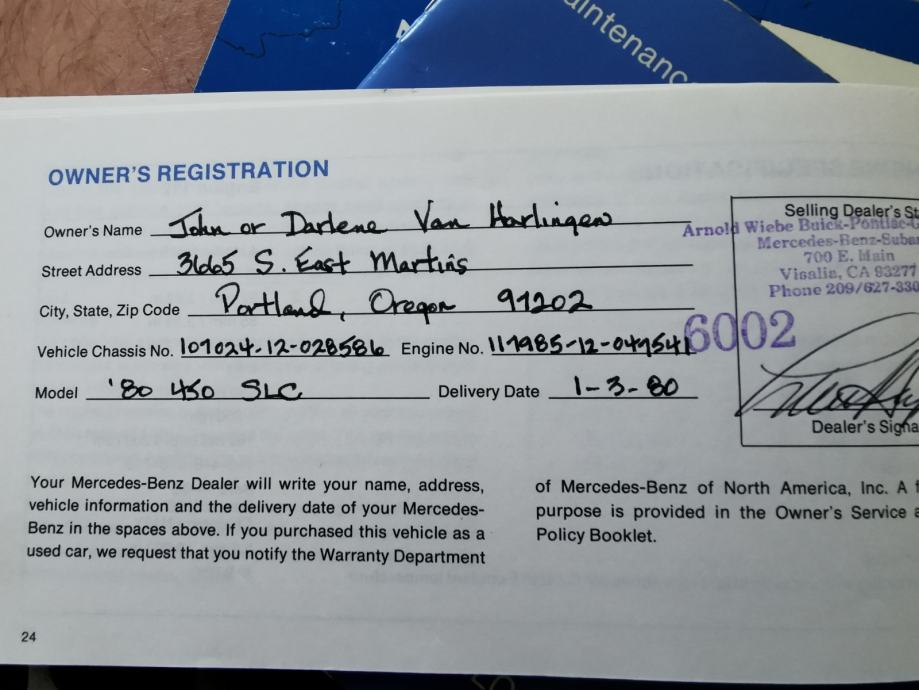 aintenanc
OWNER'S REGISTRATION
Owner's Name John or Darlene Van Harlingen
Street Address 3665 S. East Martins
City, State, Zip Code Portland, Oregon 97202
Vehicle Chassis No. 107024-12-028586 Engine No. 117985-12-047541
Model '80 450 SLC Delivery Date 1-3-80
Selling Dealer's St
Arnold Wiebe Buick-Pontiac-G
Mercedes-Benz-Subar
700 E. Main
Visalia, CA 93277
Phone 209/627-330
6002
Dealer's Signa
Your Mercedes-Benz Dealer will write your name, address,
vehicle information and the delivery date of your Mercedes-
Benz in the spaces above. If you purchased this vehicle as a
used car, we request that you notify the Warranty Department
of Mercedes-Benz of North America, Inc. A f
purpose is provided in the Owner's Service a
Policy Booklet.
24